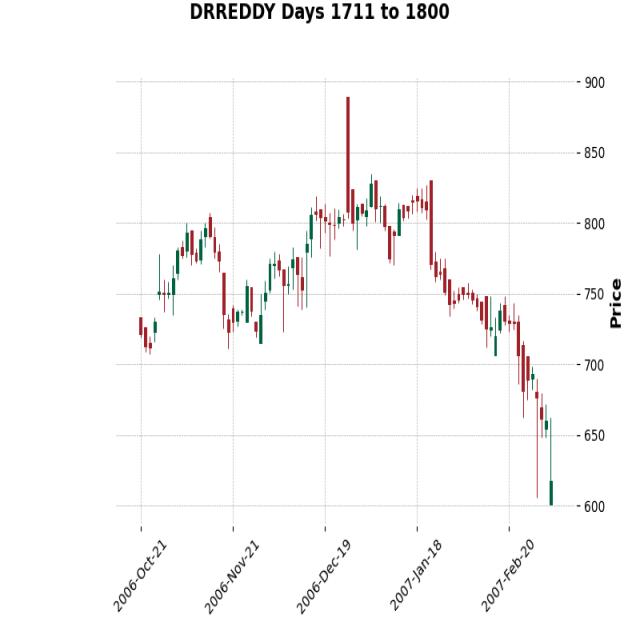 DRREDDY Days 1711 to 1800
900
850
800
750
700
650
600
Price
2006-Oct-21
2006-Nov-21
2006-Dec-19
2007-Jan-18
2007-Feb-20